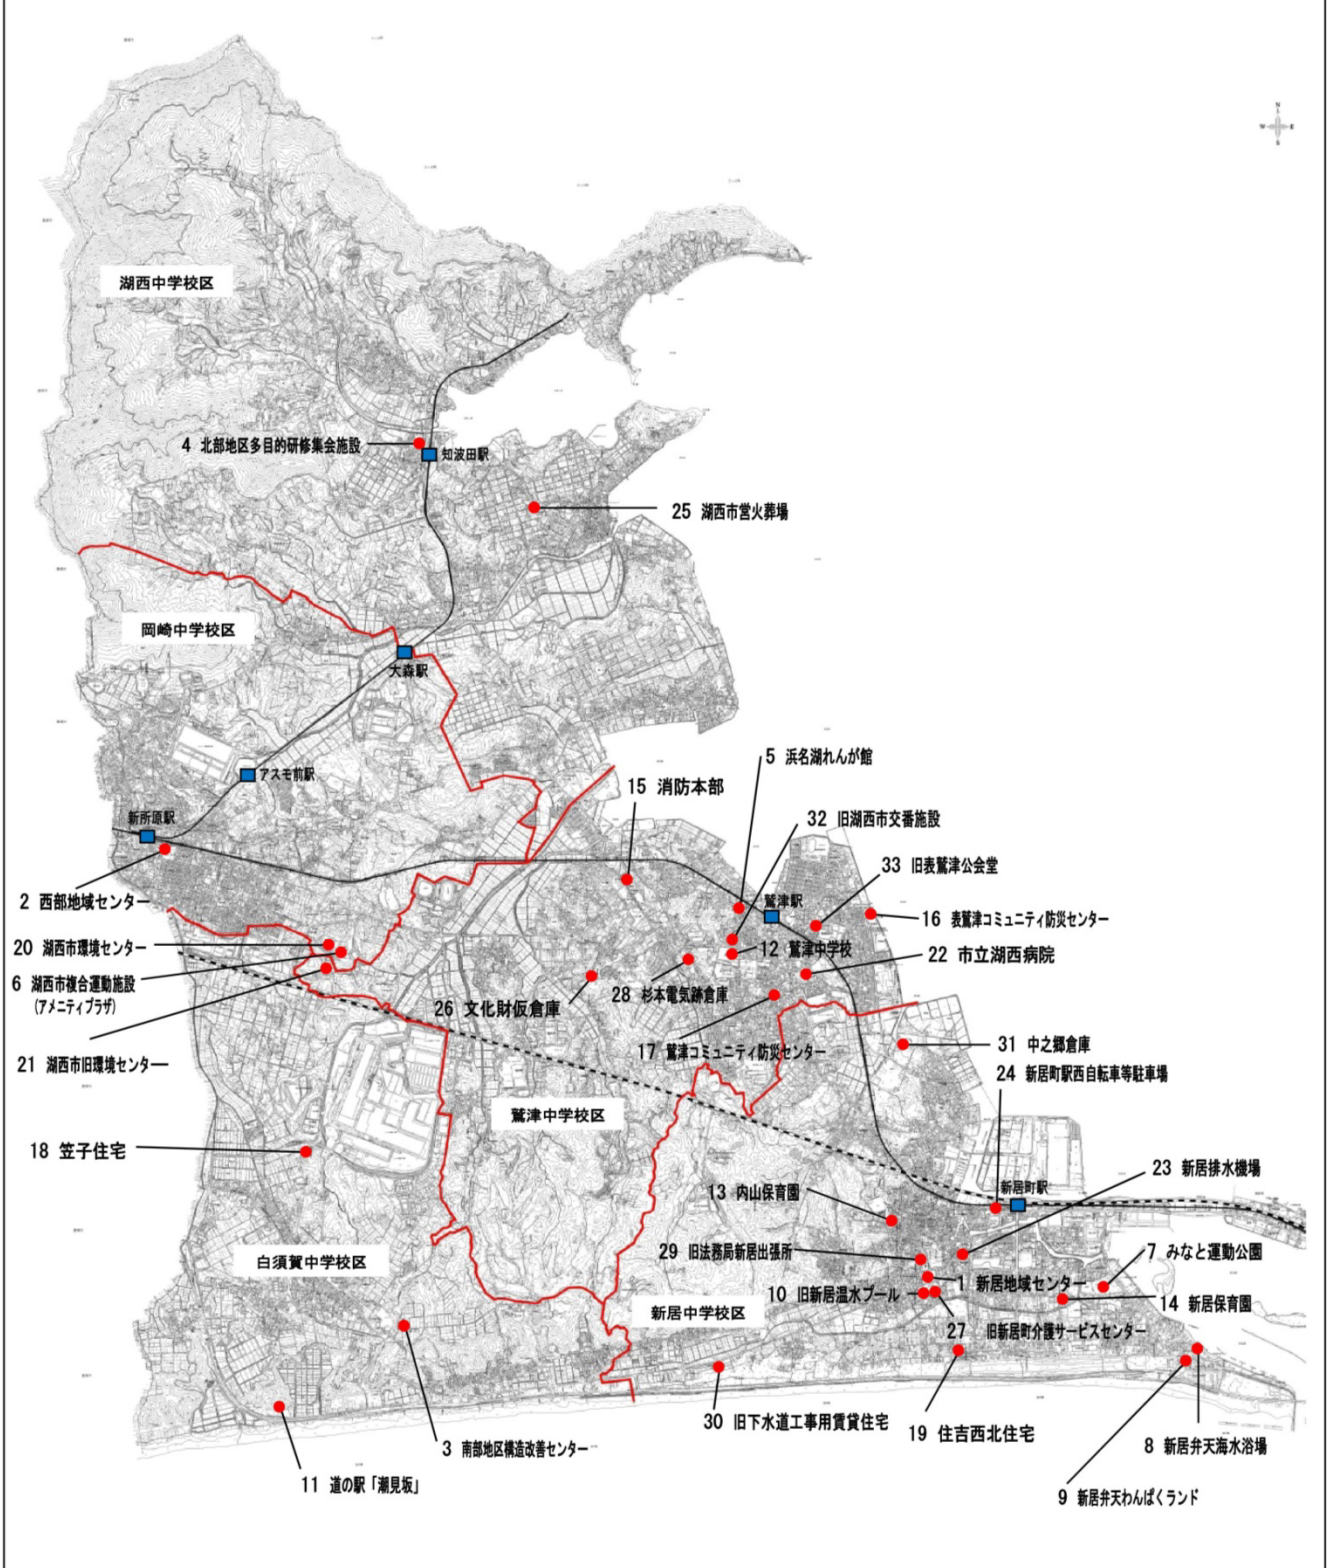 N
W E
S
湖西中学校区
4 北部地区多目的研修集会施設
知波田駅
25 湖西市営火葬場
岡崎中学校区
大森駅
アスモ前駅
新所原駅
2 西部地域センター
20 湖西市環境センター
6 湖西市複合運動施設
(アメニティプラザ)
21 湖西市旧環境センター
15 消防本部
5 浜名湖れんが館
32 旧湖西市交番施設
33 旧表鷲津公会堂
鷲津駅
16 表鷲津コミュニティ防災センター
12 鷲津中学校
22 市立湖西病院
26 文化財仮倉庫
28 杉本電気跡倉庫
17 鷲津コミュニティ防災センター
31 中之郷倉庫
24 新居町駅西自転車等駐車場
鷲津中学校区
18 笠子住宅
13 内山保育園
新居町駅
23 新居排水機場
29 旧法務局新居出張所
7 みなと運動公園
白須賀中学校区
1 新居地域センター
10 旧新居温水プール
14 新居保育園
新居中学校区
27 旧新居町介護サービスセンター
30 旧下水道工事用賃貸住宅
19 住吉西北住宅
3 南部地区構造改善センター
8 新居弁天海水浴場
11 道の駅「潮見坂」
9 新居弁天わんぱくランド